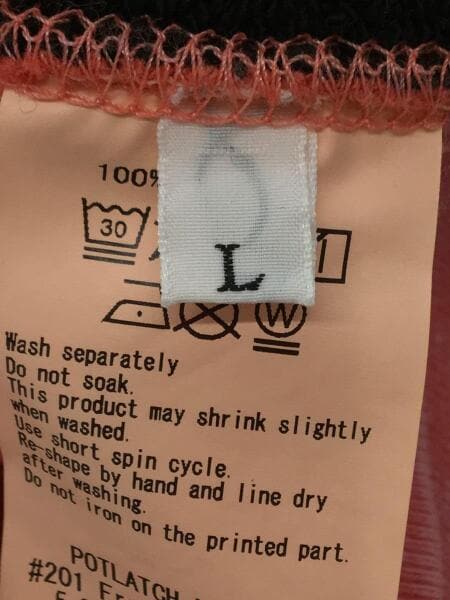 100%
30
L
W
Wash separately
Do not soak.
This product may shrink slightly
when washed.
Use short spin cycle.
Re-shape by hand and line dry
after washing.
Do not iron on the printed part.
POTLATCH
#201